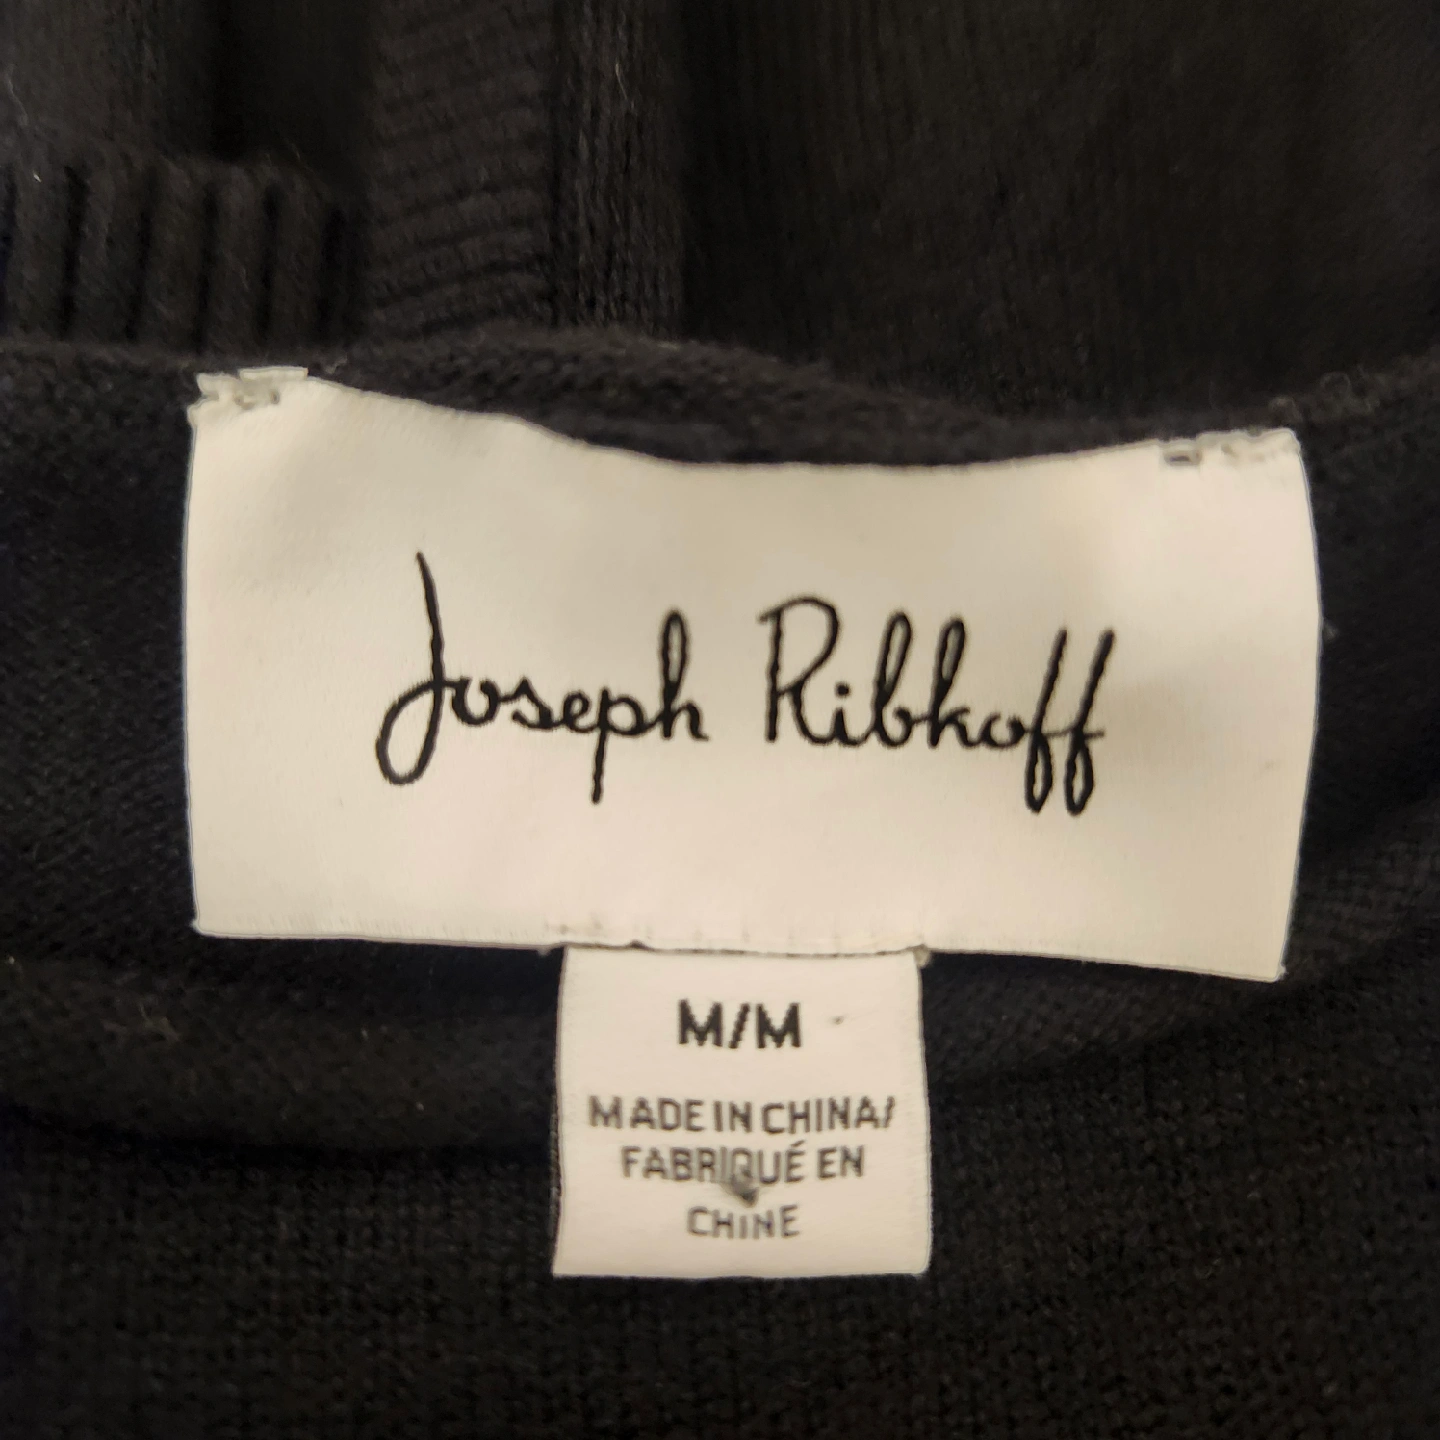 Joseph Ribkoff
M/M
MADE IN CHINA/
FABRIQUÉ EN
CHINE